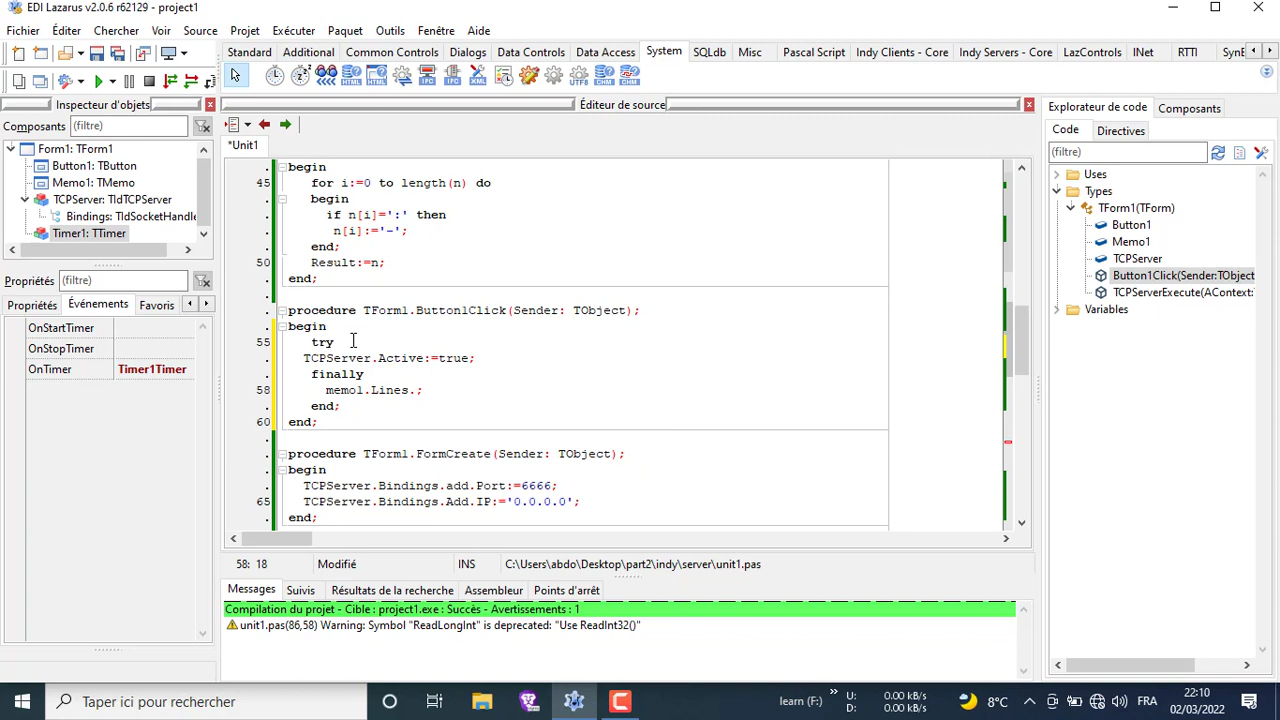 EDI Lazarus v2.0.6 r62129 - project1
Fichier Éditer Chercher Voir Source Projet Exécuter Paquet Outils Fenêtre Aide
Standard Additional Common Controls Dialogs Data Controls Data Access System SQLdb Misc Pascal Script Indy Clients - Core Indy Servers - Core LazControls INet RTTI SynE
Inspecteur d'objets
Éditeur de source
Explorateur de code Composants
Composants (filtre)
Form1: TForm1
Button1: TButton
Memo1: TMemo
TCPServer: TIdTCPServer
Bindings: TIdSocketHandle
Timer1: TTimer
Propriétés (filtre)
Propriétés Événements Favoris
OnStartTimer
OnStopTimer
OnTimer Timer1Timer
*Unit1
begin
45 for i:=0 to length(n) do
begin
if n[i]=':' then
n[i]:='-';
end;
50 Result:=n;
end;
procedure TForm1.Button1Click(Sender: TObject);
begin
55 try
TCPServer.Active:=true;
finally
58 memo1.Lines.;
end;
60 end;
procedure TForm1.FormCreate(Sender: TObject);
begin
TCPServer.Bindings.add.Port:=6666;
65 TCPServer.Bindings.Add.IP:='0.0.0.0';
end;
58: 18 Modifié INS C:\Users\abdo\Desktop\part2\indy\server\unit1.pas
Messages Suivis Résultats de la recherche Assembleur Points d'arrêt
Compilation du projet - Cible : project1.exe : Succès - Avertissements : 1
unit1.pas(86,58) Warning: Symbol "ReadLongInt" is deprecated: "Use ReadInt32()"
Code Directives
(filtre)
Uses
Types
TForm1(TForm)
Button1
Memo1
TCPServer
Button1Click(Sender:TObject
TCPServerExecute(AContext:
Variables
Taper ici pour rechercher
learn (F:)
U: 0.00 kB/s
D: 0.00 kB/s
8°C
FRA
22:10
02/03/2022